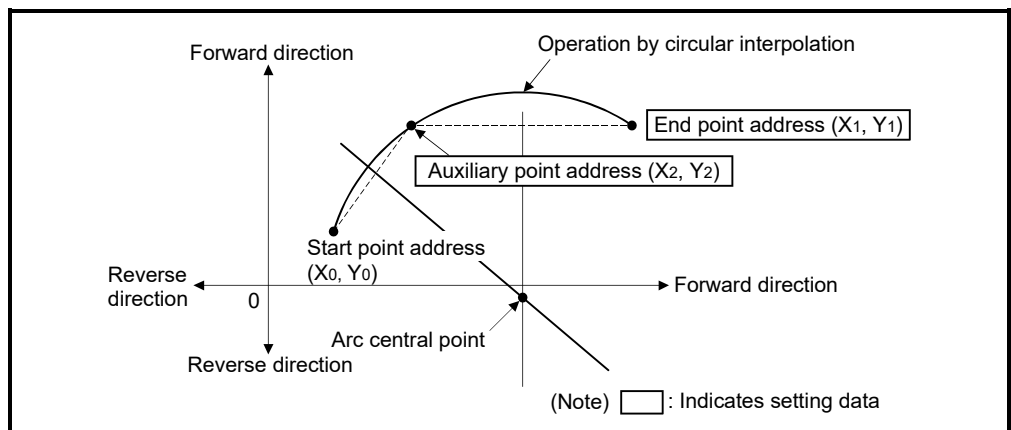 Operation by circular interpolation
Forward direction
End point address (X1, Y1)
Auxiliary point address (X2, Y2)
Start point address
(X0, Y0)
Reverse
direction
0
Forward direction
Arc central point
Reverse direction
(Note) : Indicates setting data